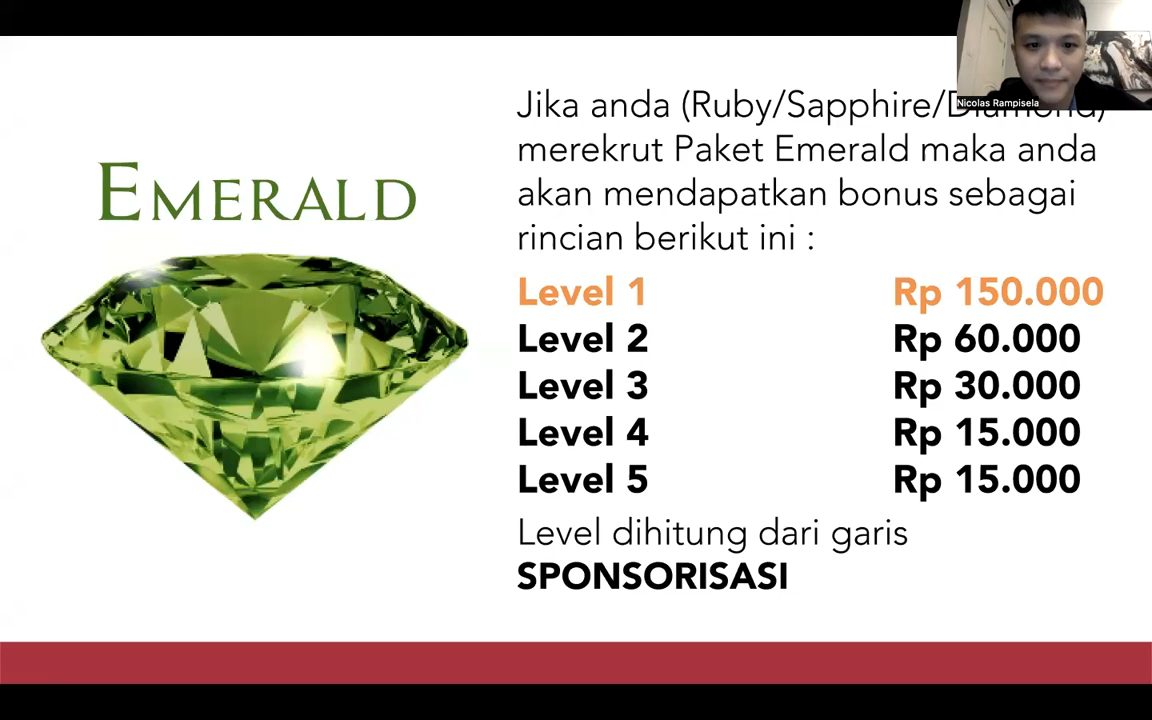 Nicolas Rampisela
Jika anda (Ruby/Sapphire/Diamond)
merekrut Paket Emerald maka anda
akan mendapatkan bonus sebagai
rincian berikut ini :
EMERALD
Level 1 Rp 150.000
Level 2 Rp 60.000
Level 3 Rp 30.000
Level 4 Rp 15.000
Level 5 Rp 15.000
Level dihitung dari garis
SPONSORISASI